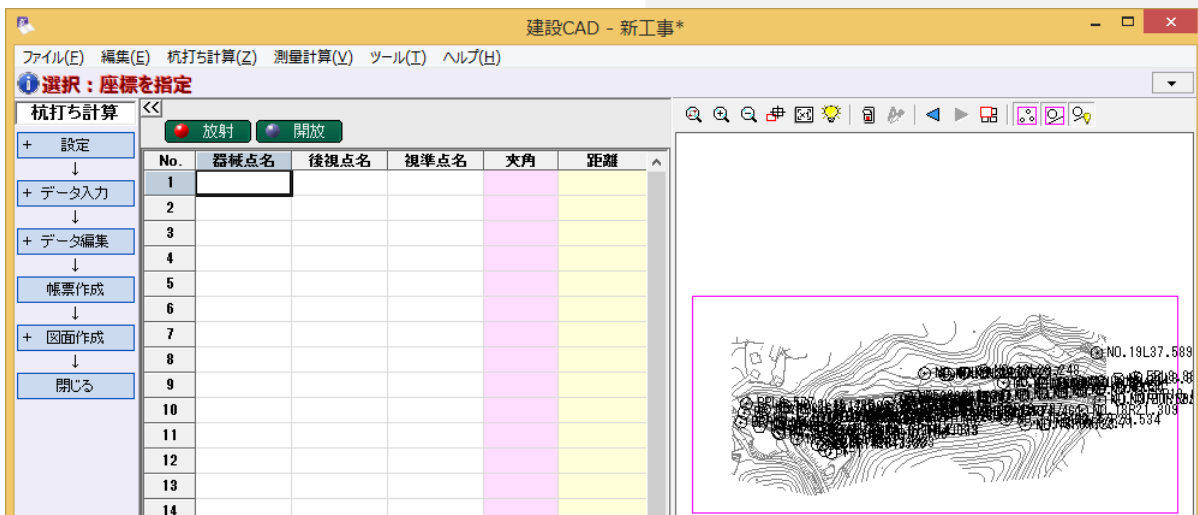 建設CAD - 新工事*
ファイル(F) 編集(E) 杭打ち計算(Z) 測量計算(V) ツール(T) ヘルプ(H)
選択：座標を指定
杭打ち計算
<<
放射 開放
+ 設定
↓
+ データ入力
↓
+ データ編集
↓
帳票作成
↓
+ 図面作成
↓
閉じる
No. 器械点名 後視点名 視準点名 夾角 距離
1
2
3
4
5
6
7
8
9
10
11
12
13
14
NO.19L37.589